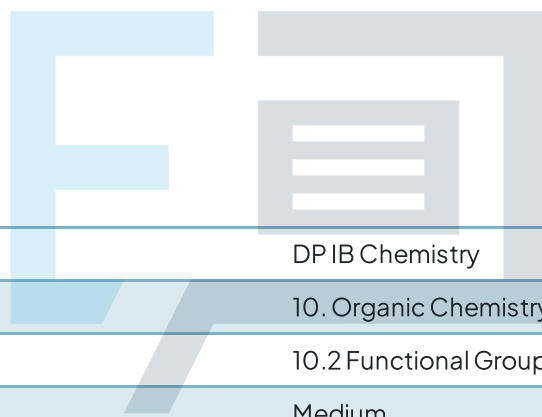 DP IB Chemistry
10. Organic Chemistry
10.2 Functional Group
Medium